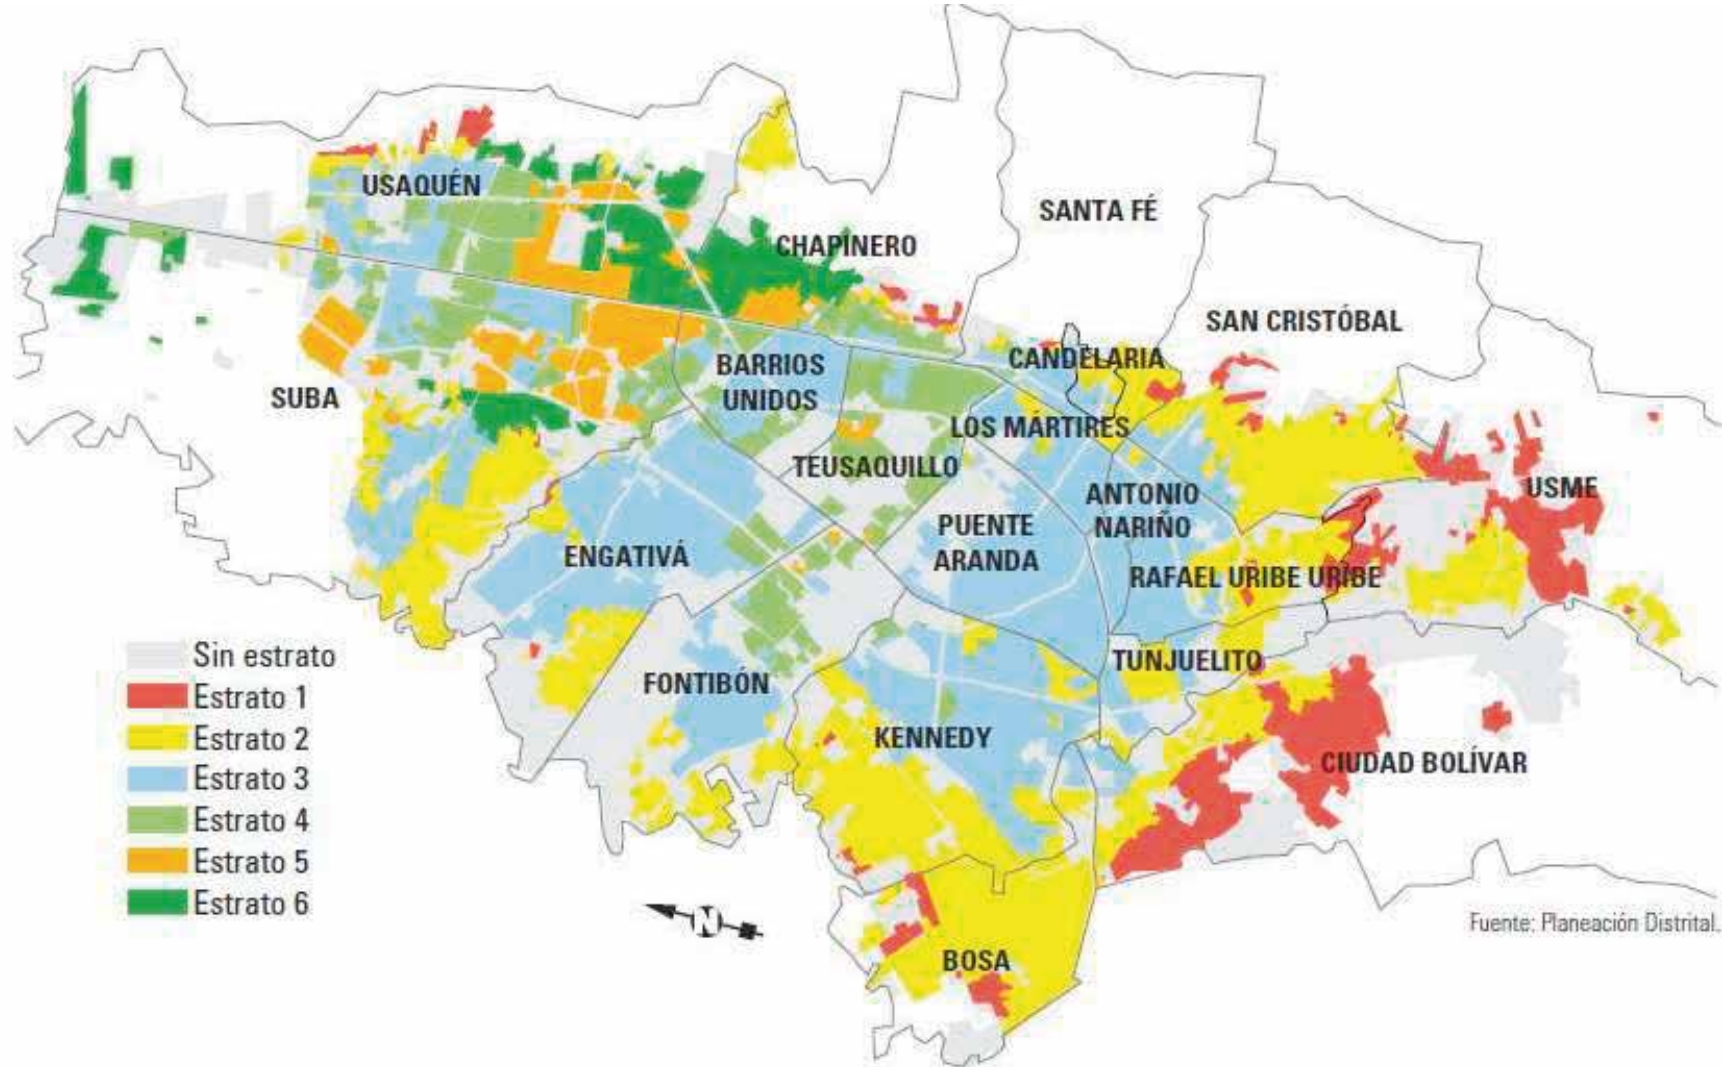 USAQUÉN
SANTA FÉ
CHAPINERO
SAN CRISTÓBAL
CANDELARIA
BARRIOS
UNIDOS
SUBA
LOS MÁRTIRES
TEUSAQUILLO
ANTONIO
NARIÑO
USME
PUENTE
ARANDA
ENGATIVÁ
RAFAEL URIBE URIBE
TUNJUELITO
FONTIBÓN
KENNEDY
CIUDAD BOLÍVAR
BOSA
Sin estrato
Estrato 1
Estrato 2
Estrato 3
Estrato 4
Estrato 5
Estrato 6
N
Fuente: Planeación Distrital.